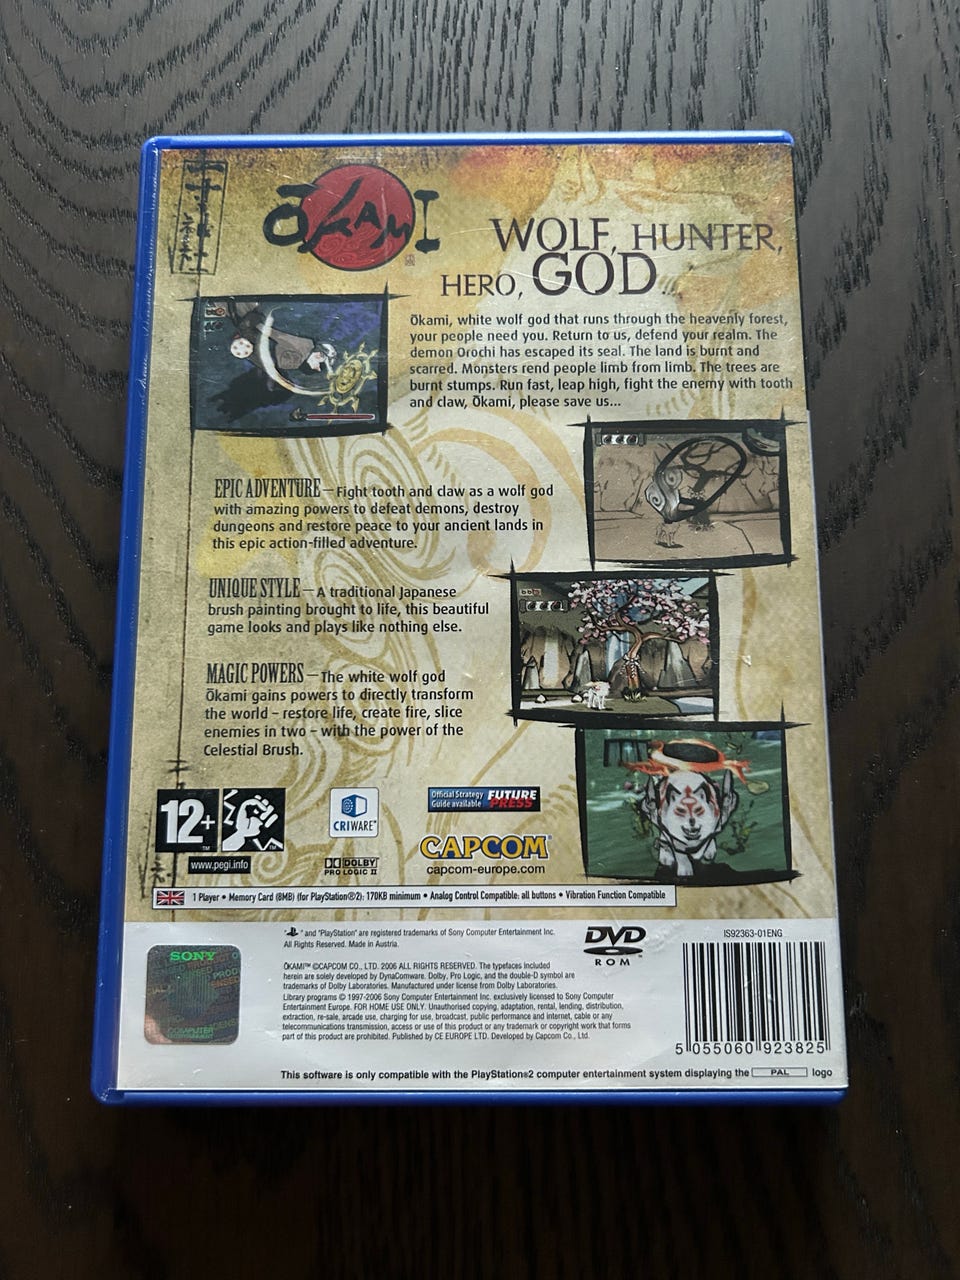 ŌKAMI
WOLF, HUNTER,
HERO, GOD...
Ōkami, white wolf god that runs through the heavenly forest,
your people need you. Return to us, defend your realm. The
demon Orochi has escaped its seal. The land is burnt and
scarred. Monsters rend people limb from limb. The trees are
burnt stumps. Run fast, leap high, fight the enemy with tooth
and claw, Ōkami, please save us...
EPIC ADVENTURE – Fight tooth and claw as a wolf god
with amazing powers to defeat demons, destroy
dungeons and restore peace to your ancient lands in
this epic action-filled adventure.
UNIQUE STYLE – A traditional Japanese
brush painting brought to life, this beautiful
game looks and plays like nothing else.
MAGIC POWERS – The white wolf god
Ōkami gains powers to directly transform
the world – restore life, create fire, slice
enemies in two – with the power of the
Celestial Brush.
12+™
www.pegi.info
CRIWARE™
DOLBY
PRO LOGIC II
Official Strategy
Guide available
FUTURE
PRESS
CAPCOM®
capcom-europe.com
1 Player • Memory Card (8MB) (for PlayStation®2): 170KB minimum • Analog Control Compatible: all buttons • Vibration Function Compatible
SONY
COMPUTER
ENTERTAINMENT
" " and "PlayStation" are registered trademarks of Sony Computer Entertainment Inc.
All Rights Reserved. Made in Austria.
ŌKAMI™ ©CAPCOM CO., LTD. 2006 ALL RIGHTS RESERVED. The typefaces included
herein are solely developed by DynaComware. Dolby, Pro Logic, and the double-D symbol are
trademarks of Dolby Laboratories. Manufactured under license from Dolby Laboratories.
Library programs © 1997-2006 Sony Computer Entertainment Inc. exclusively licensed to Sony Computer
Entertainment Europe. FOR HOME USE ONLY. Unauthorised copying, adaptation, rental, lending, distribution,
extraction, re-sale, arcade use, charging for use, broadcast, public performance and internet, cable or any
telecommunications transmission, access or use of this product or any trademark or copyright work that forms
part of this product are prohibited. Published by CE EUROPE LTD. Developed by Capcom Co., Ltd.
DVD
ROM
IS92363-01ENG
5 055060 923825
This software is only compatible with the PlayStation®2 computer entertainment system displaying the PAL logo